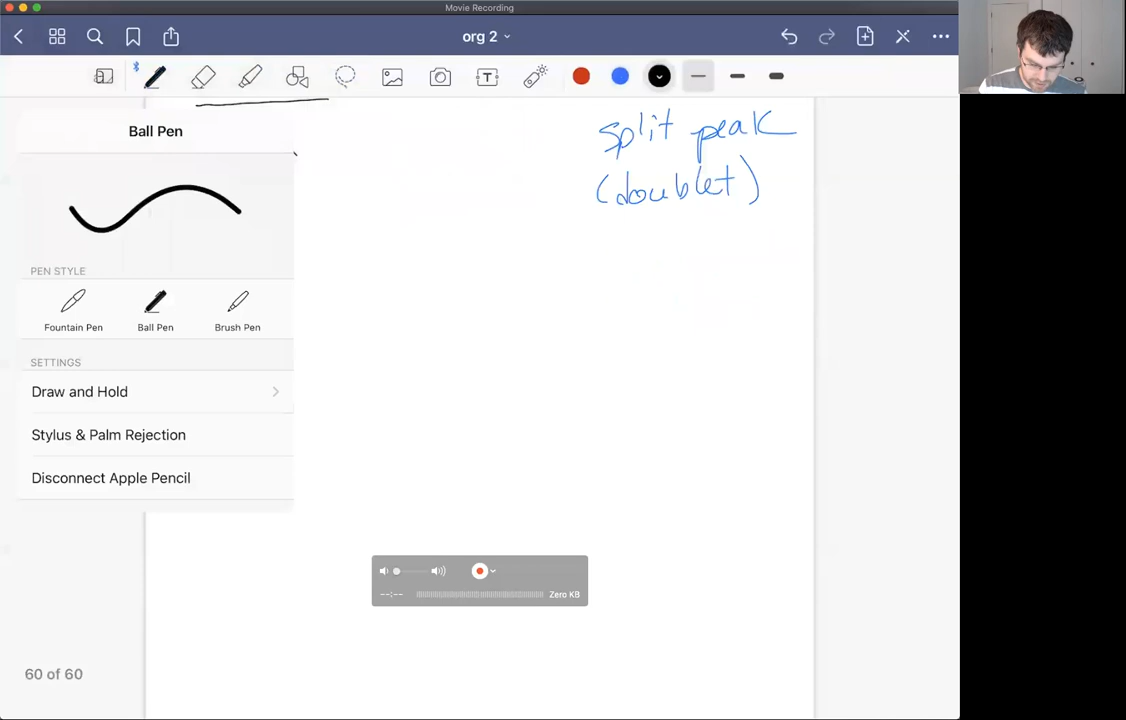 Movie Recording
org 2
Ball Pen
split peak
(doublet)
PEN STYLE
Fountain Pen
Ball Pen
Brush Pen
SETTINGS
Draw and Hold
Stylus & Palm Rejection
Disconnect Apple Pencil
--:--
Zero KB
60 of 60